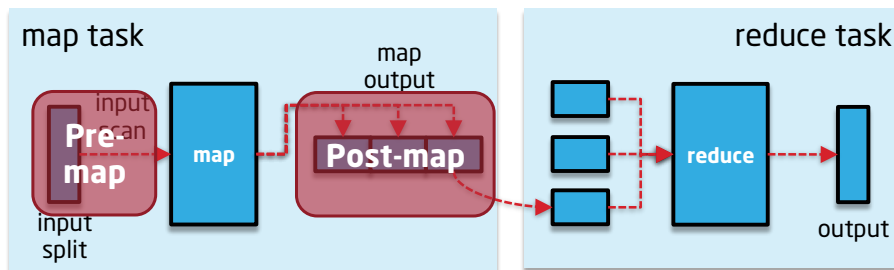 map task
reduce task
map
output
input
scan
Pre-
map
map
Post-map
reduce
input
split
output